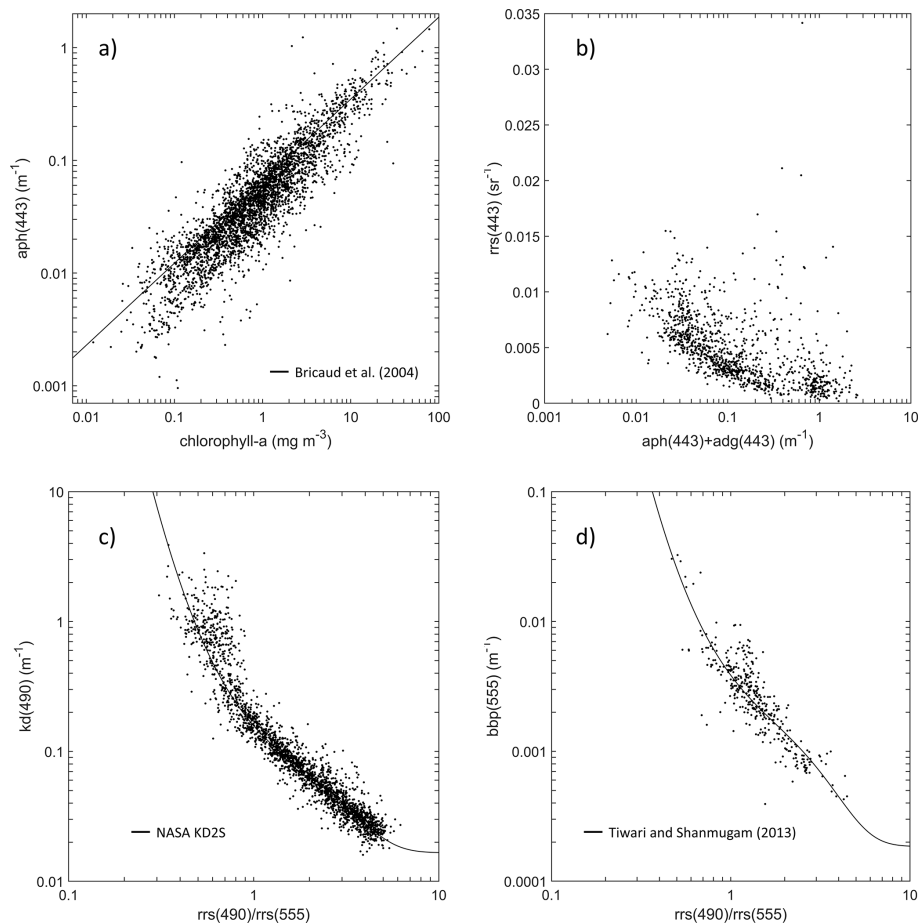 a)
1
0.1
0.01
0.001
aph(443) (m⁻¹)
Bricaud et al. (2004)
0.01 0.1 1 10 100
chlorophyll-a (mg m⁻³)
b)
0.035
0.03
0.025
0.02
0.015
0.01
0.005
0
rrs(443) (sr⁻¹)
0.001 0.01 0.1 1 10
aph(443)+adg(443) (m⁻¹)
c)
10
1
0.1
0.01
kd(490) (m⁻¹)
NASA KD2S
0.1 1 10
rrs(490)/rrs(555)
d)
0.1
0.01
0.001
0.0001
bbp(555) (m⁻¹)
Tiwari and Shanmugam (2013)
0.1 1 10
rrs(490)/rrs(555)